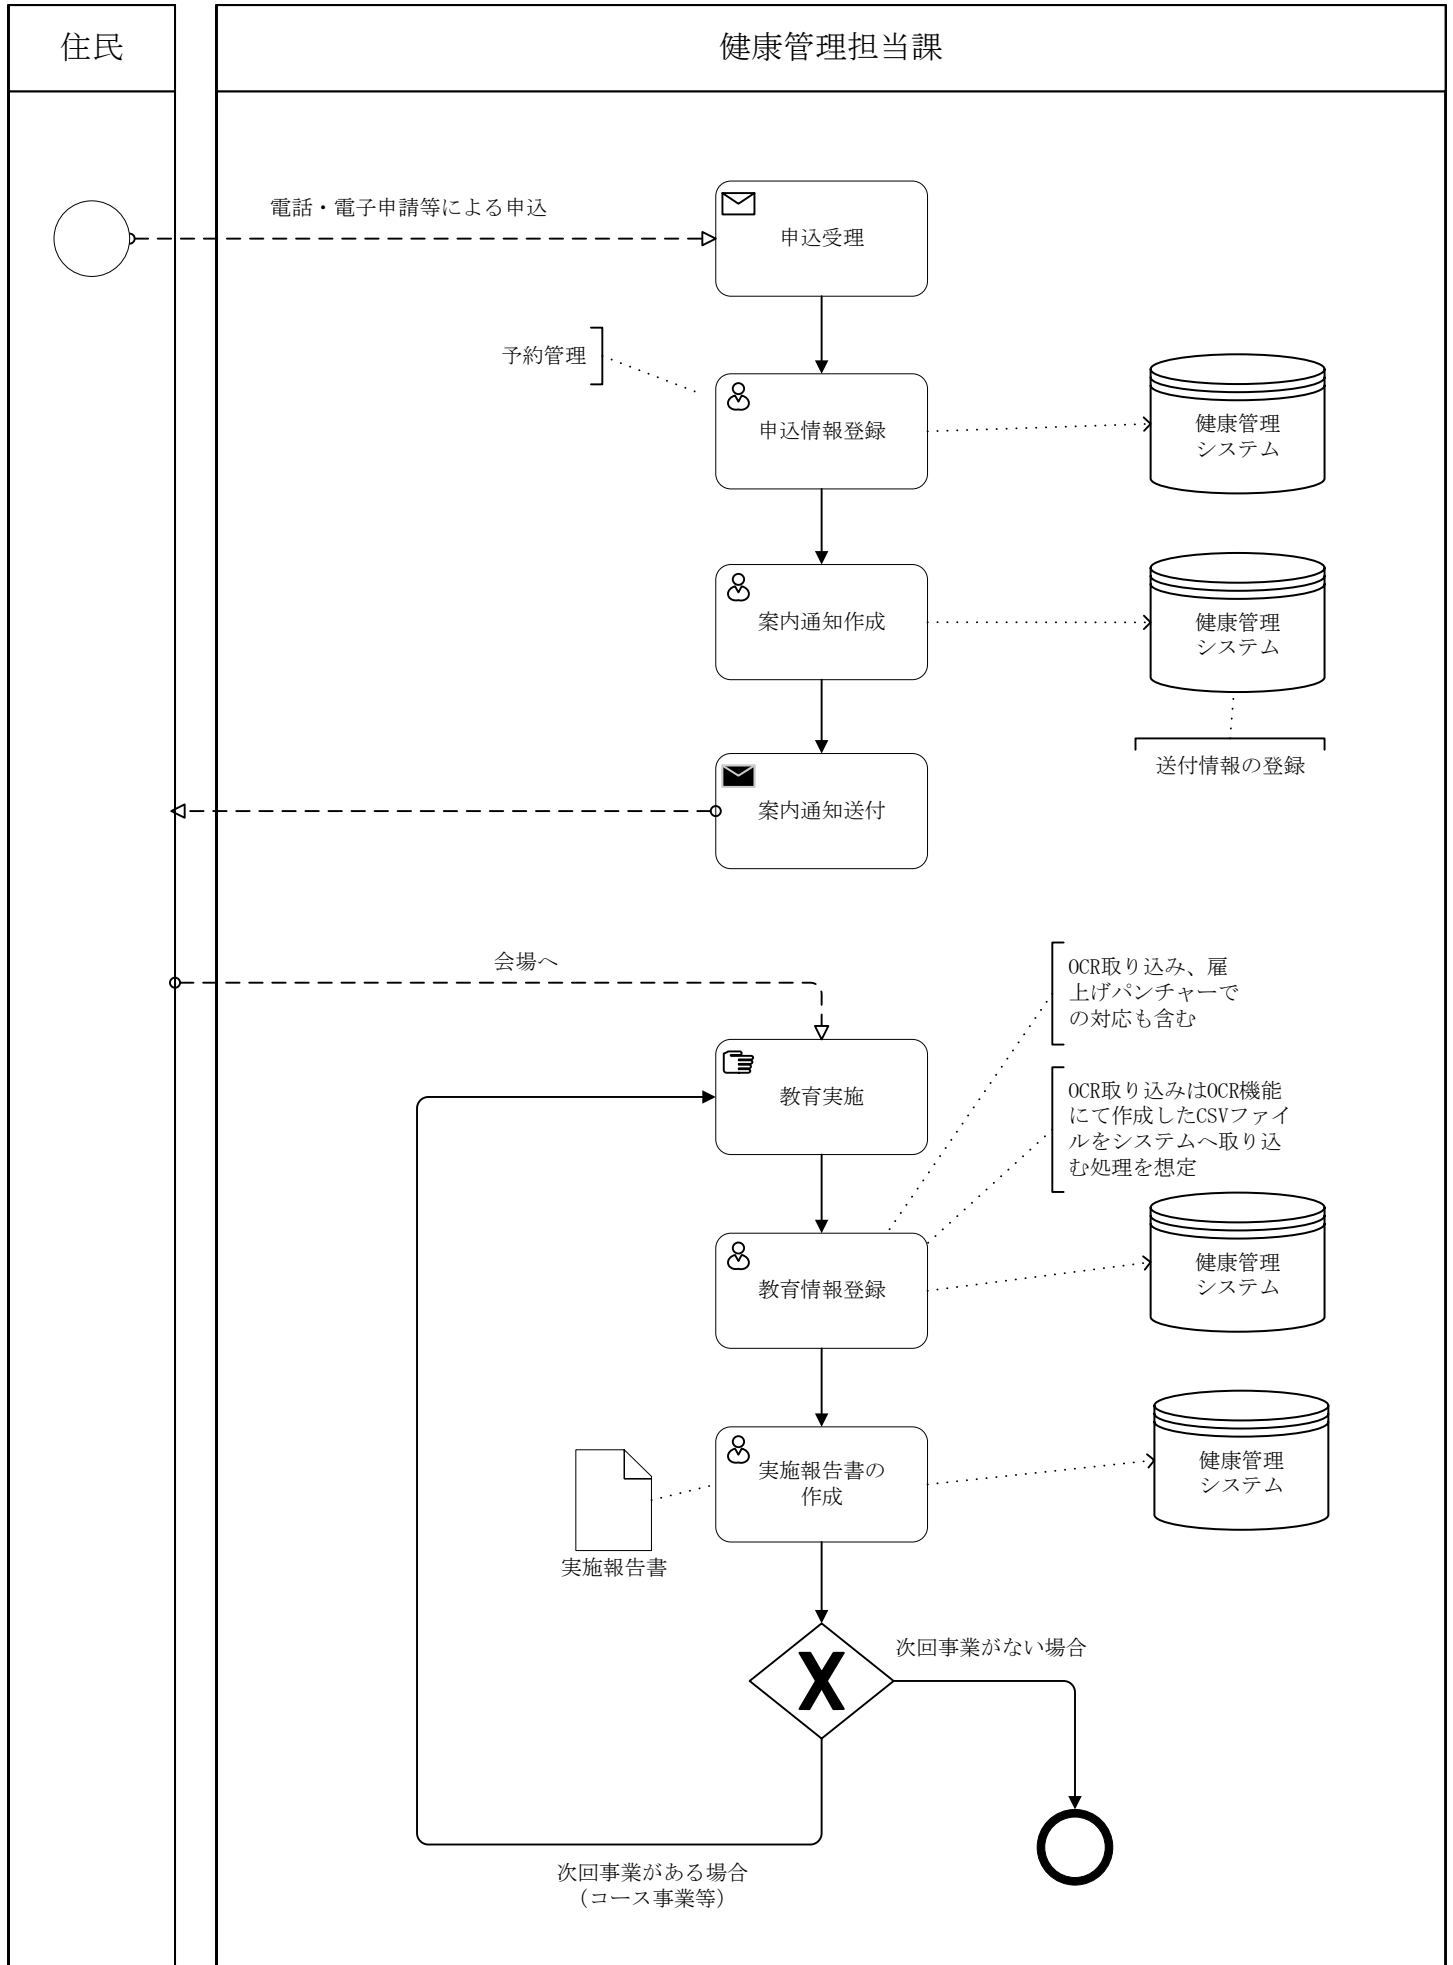 住民
健康管理担当課
電話・電子申請等による申込
申込受理
予約管理
申込情報登録
健康管理
システム
案内通知作成
健康管理
システム
送付情報の登録
案内通知送付
会場へ
OCR取り込み、雇
上げパンチャーで
の対応も含む
教育実施
OCR取り込みはOCR機能
にて作成したCSVファイ
ルをシステムへ取り込
む処理を想定
教育情報登録
健康管理
システム
実施報告書の
作成
健康管理
システム
実施報告書
X
次回事業がない場合
次回事業がある場合
（コース事業等）